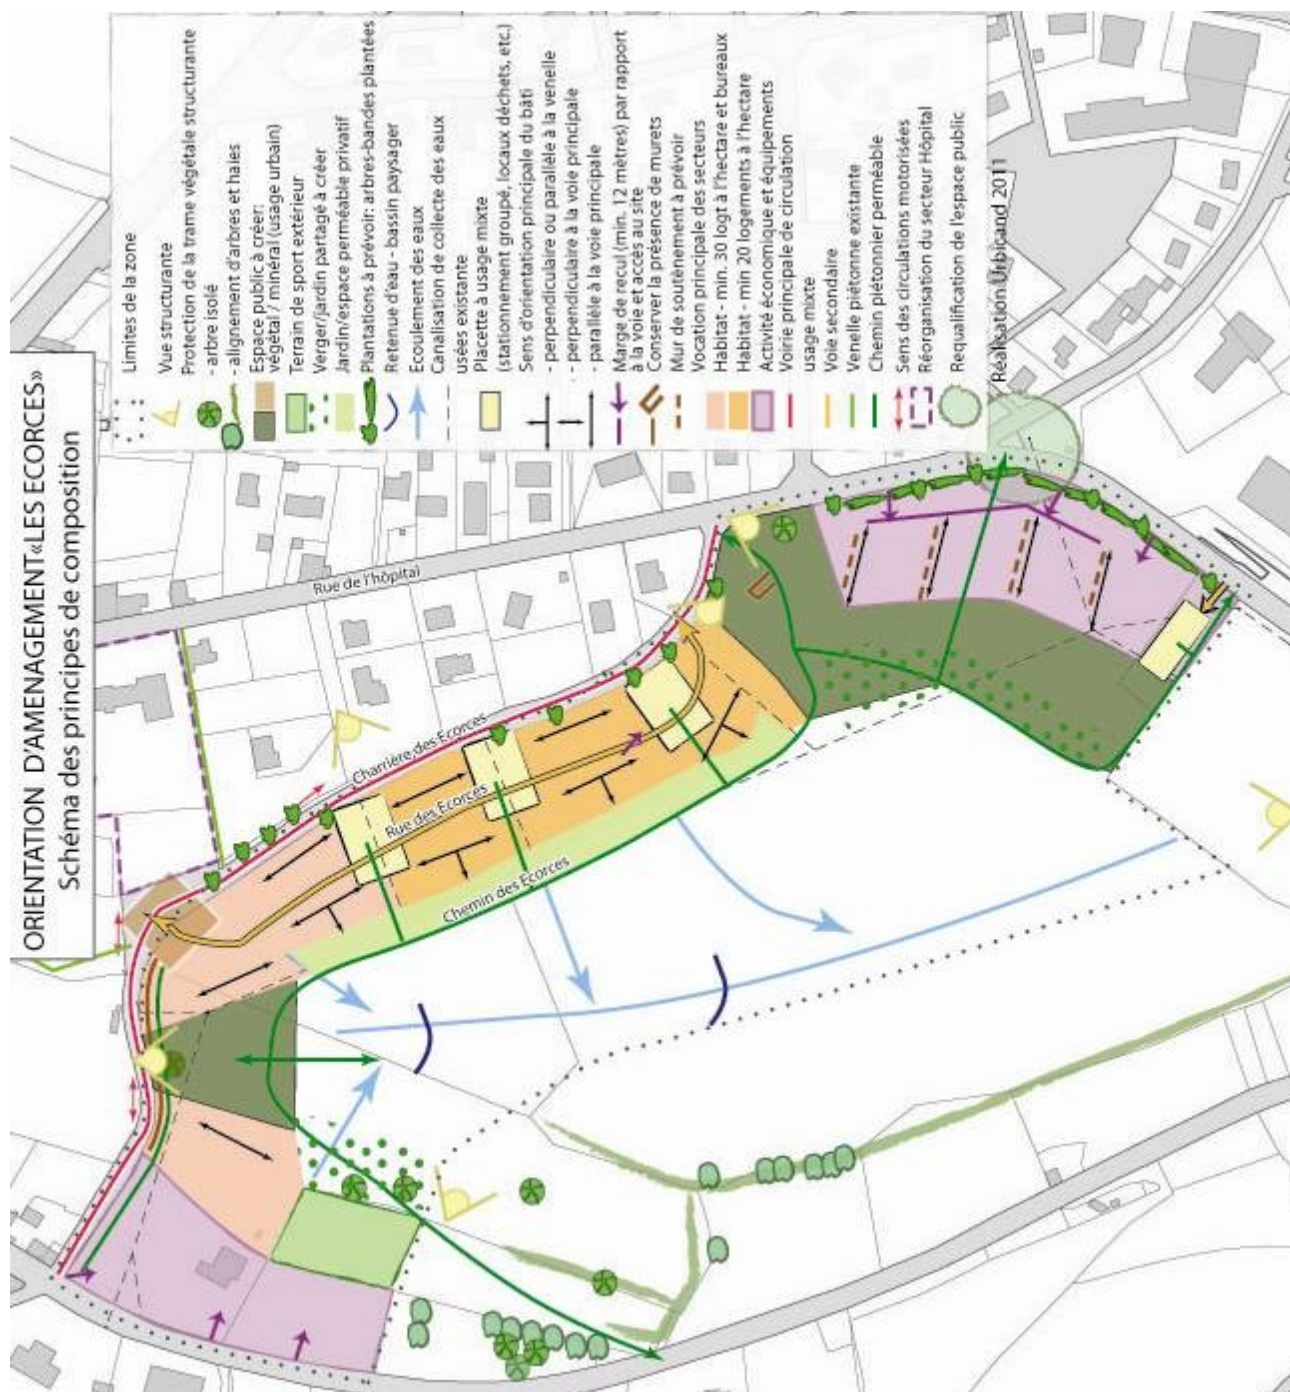 ORIENTATION D'AMENAGEMENT«LES ECORCES»
Schéma des principes de composition
Limites de la zone
Vue structurante
Protection de la trame végétale structurante
- arbre isolé
- alignement d'arbres et haies
Espace public à créer:
végétal / minéral (usage urbain)
Terrain de sport extérieur
Verger/jardin partagé à créer
Jardin/espace perméable privatif
Plantations à prévoir: arbres-bandes plantées
Retenue d'eau - bassin paysager
Ecoulement des eaux
Canalisation de collecte des eaux
usées existante
Placette à usage mixte
(stationnement groupé, locaux déchets, etc.)
Sens d'orientation principale du bâti
- perpendiculaire ou parallèle à la venelle
- perpendiculaire à la voie principale
- parallèle à la voie principale
Marge de recul (min. 12 mètres) par rapport
à la voie et accès au site
Conserver la présence de murets
Mur de soutènement à prévoir
Vocation principale des secteurs
Habitat - min. 30 logt à l'hectare et bureaux
Habitat - min 20 logements à l'hectare
Activité économique et équipements
Voirie principale de circulation
usage mixte
Voie secondaire
Venelle piétonne existante
Chemin piétonnier perméable
Sens des circulations motorisées
Réorganisation du secteur Hôpital
Requalification de l'espace public
Réalisation Urbicand 2011
Rue de l'hôpital
Charrière des Ecorces
Rue des Ecorces
Chemin des Ecorces